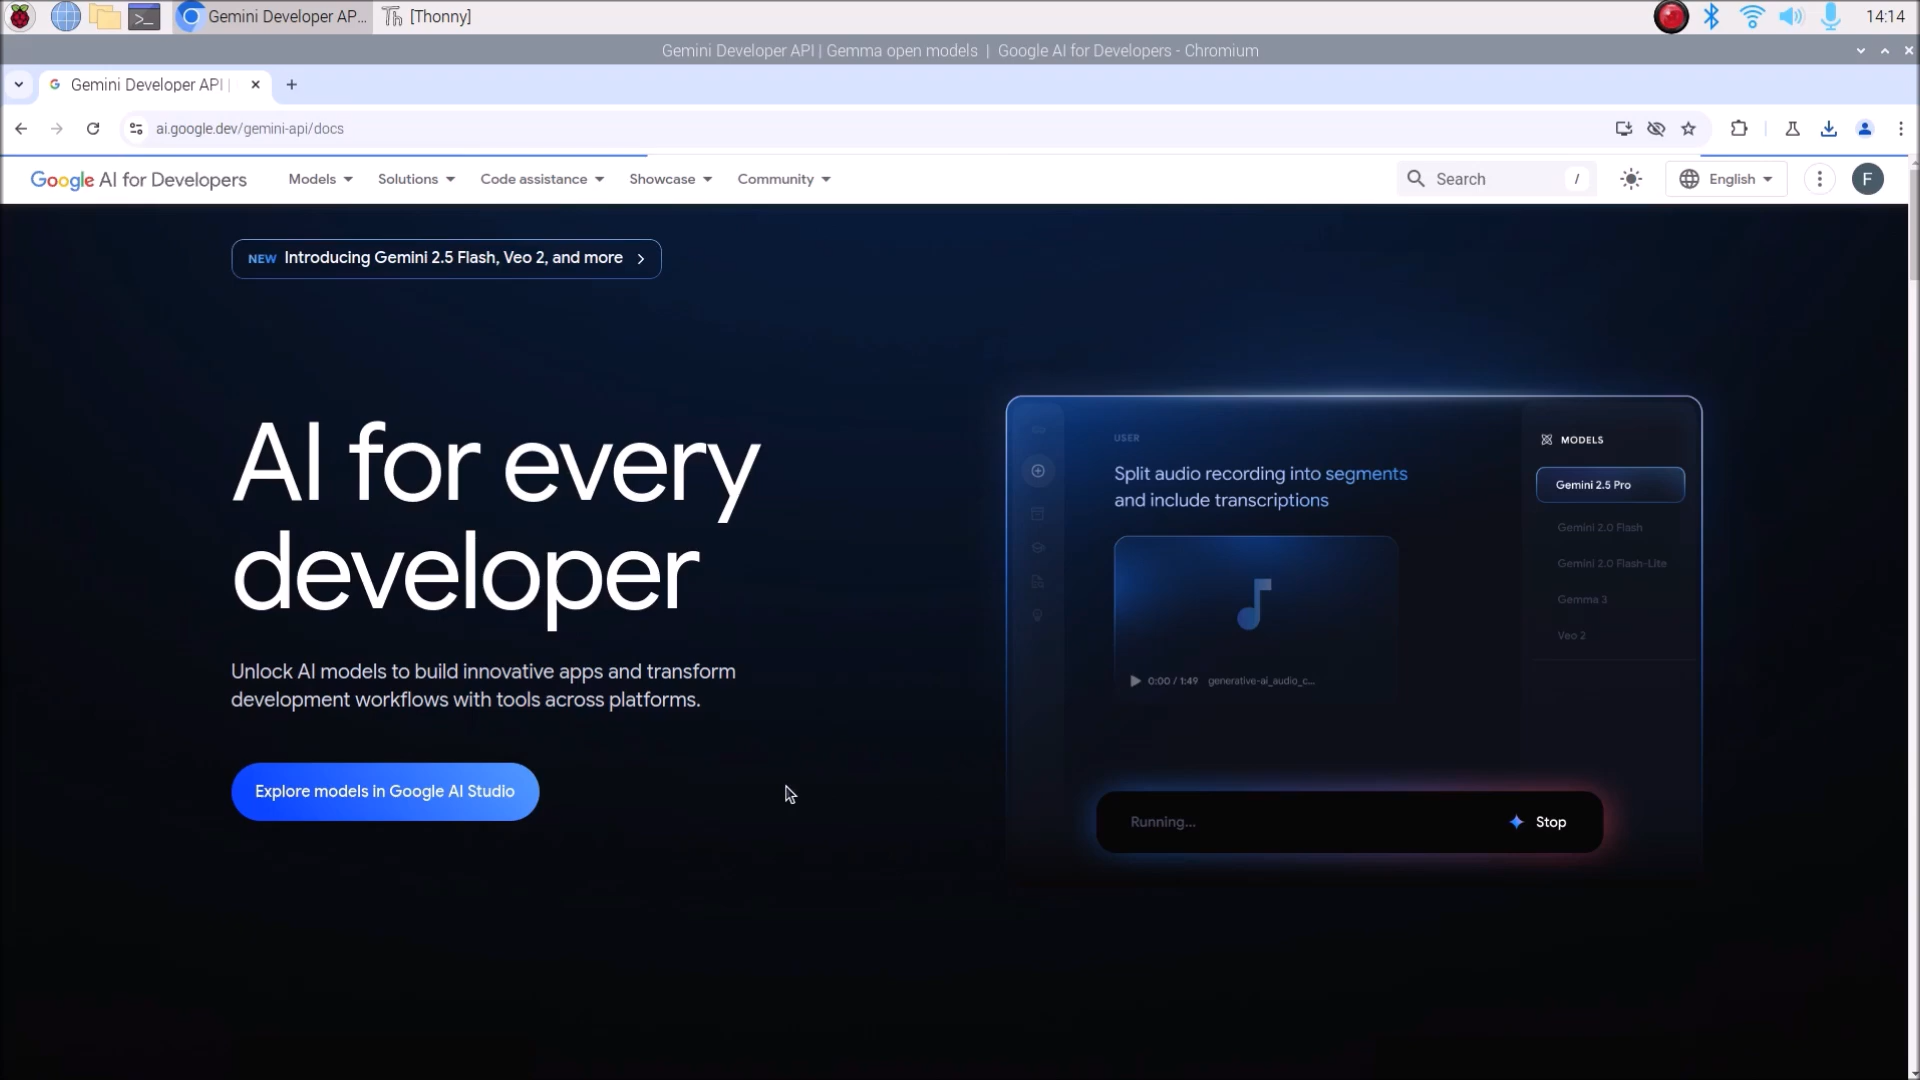 Gemini Developer AP...
[Thonny]
14:14
Gemini Developer API | Gemma open models | Google AI for Developers - Chromium
Gemini Developer API |
ai.google.dev/gemini-api/docs
Google AI for Developers
Models
Solutions
Code assistance
Showcase
Community
Search
/
English
F
NEW Introducing Gemini 2.5 Flash, Veo 2, and more
AI for every
developer
Unlock AI models to build innovative apps and transform
development workflows with tools across platforms.
Explore models in Google AI Studio
USER
Split audio recording into segments
and include transcriptions
0:00 / 1:49 generative-ai_audio_c...
MODELS
Gemini 2.5 Pro
Gemini 2.0 Flash
Gemini 2.0 Flash-Lite
Gemma 3
Veo 2
Running...
Stop